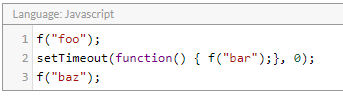 Language: Javascript
1 f("foo");
2 setTimeout(function() { f("bar");}, 0);
3 f("baz");